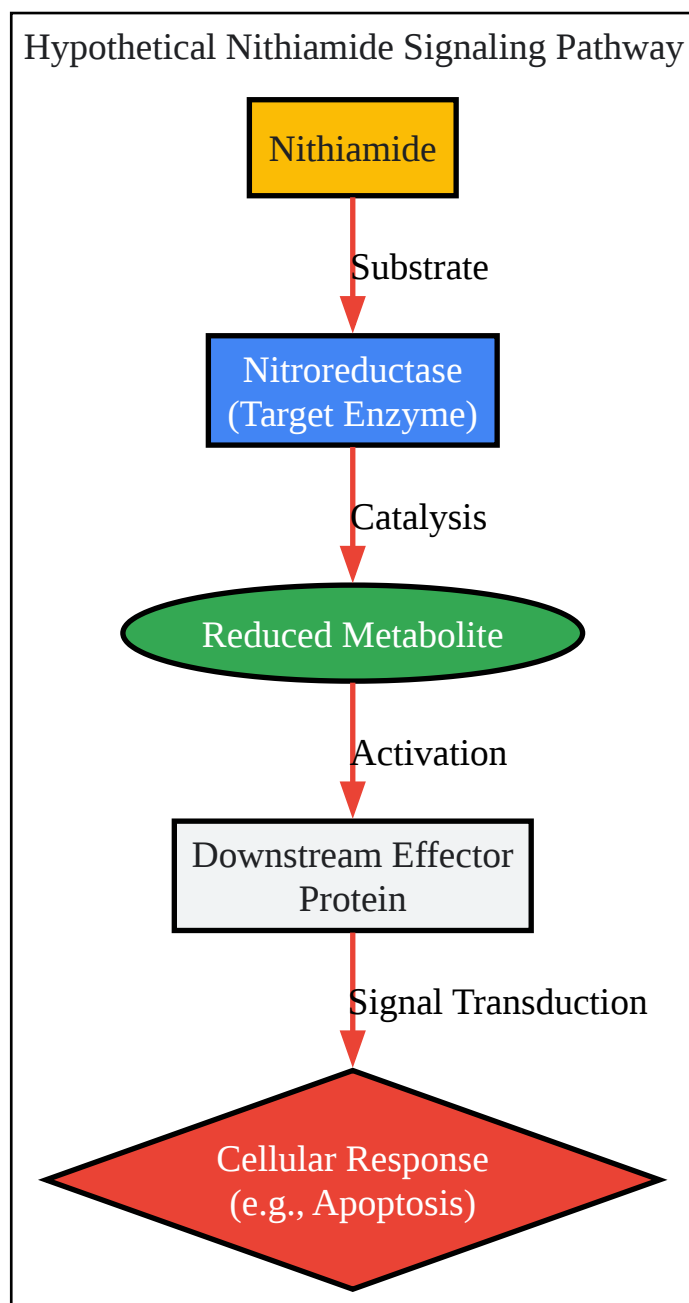 Hypothetical Nithiamide Signaling Pathway
Nithiamide
Substrate
Nitroreductase
(Target Enzyme)
Catalysis
Reduced Metabolite
Activation
Downstream Effector
Protein
Signal Transduction
Cellular Response
(e.g., Apoptosis)